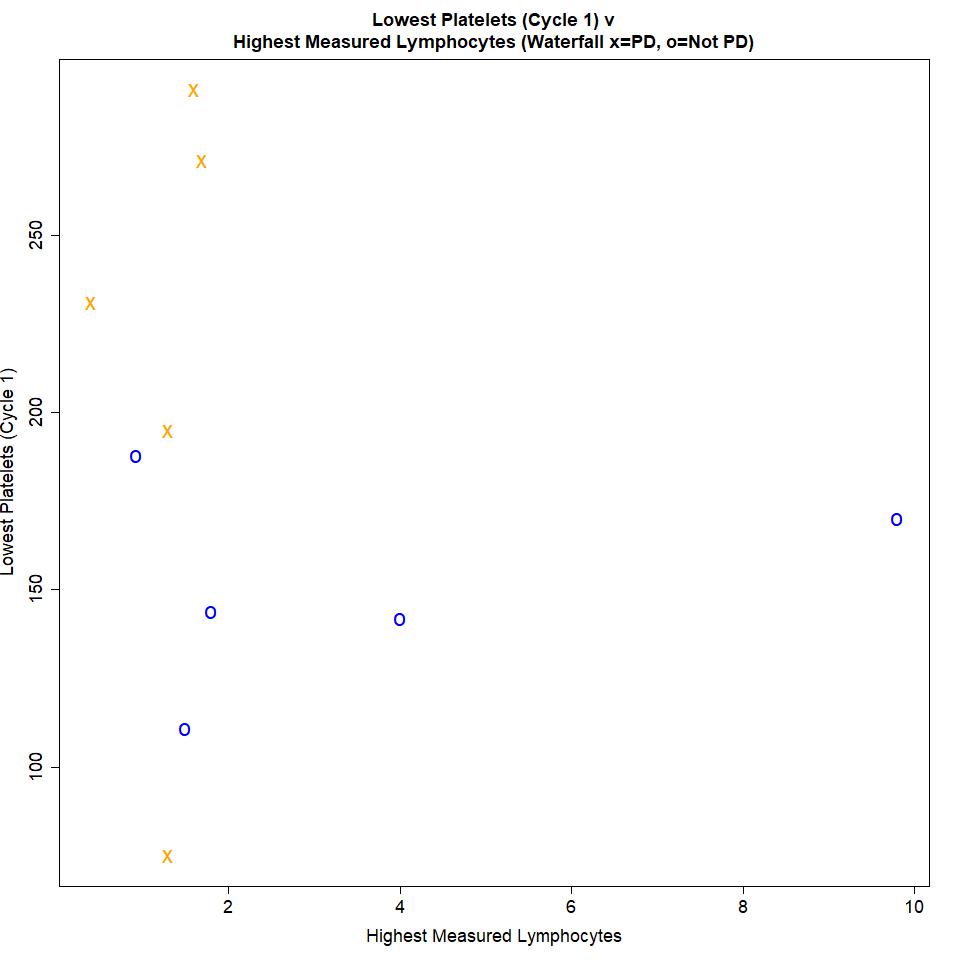 Lowest Platelets (Cycle 1) v
Highest Measured Lymphocytes (Waterfall x=PD, o=Not PD)
Lowest Platelets (Cycle 1)
250
200
150
100
X
X
X
X
O
O
O
O
O
X
2 4 6 8 10
Highest Measured Lymphocytes